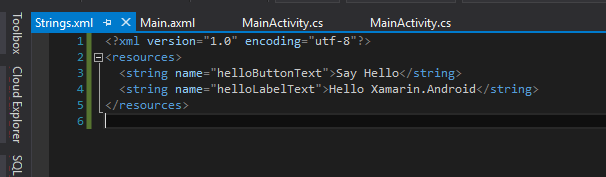 Strings.xml Main.axml MainActivity.cs MainActivity.cs
Toolbox
Cloud Explorer
SQL
1 <?xml version="1.0" encoding="utf-8"?>
2 <resources>
3 <string name="helloButtonText">Say Hello</string>
4 <string name="helloLabelText">Hello Xamarin.Android</string>
5 </resources>
6